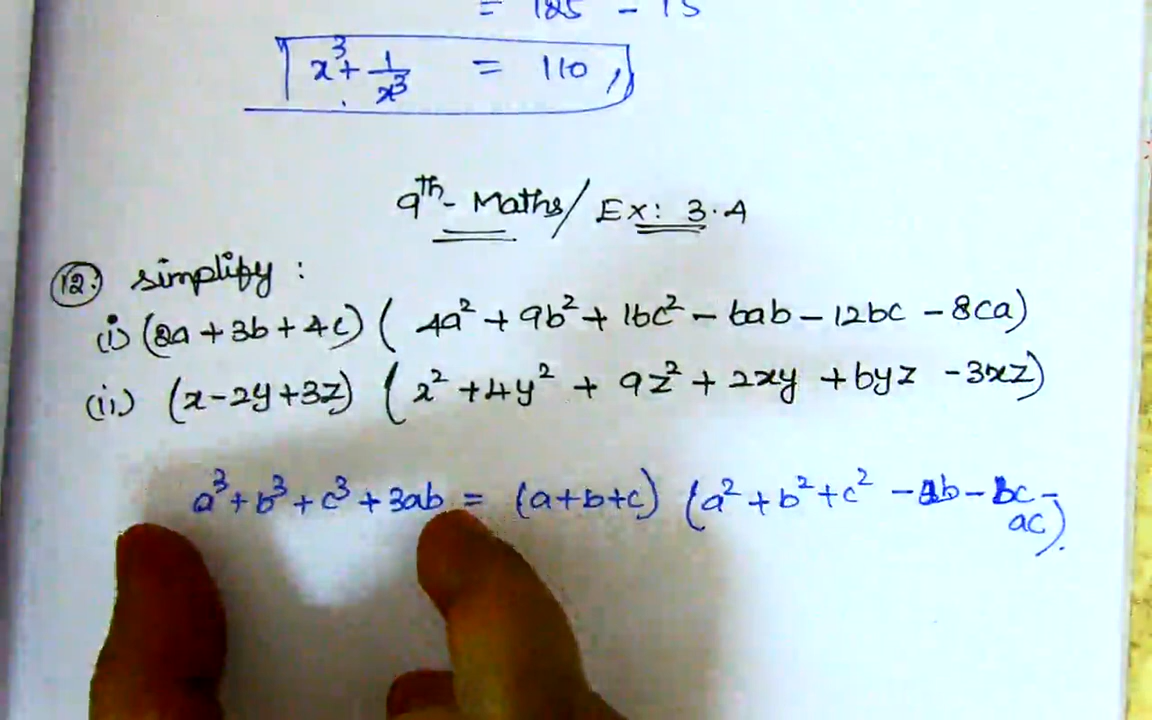 = 125 - 15
x³ + 1/x³ = 110,
9th - Maths / Ex: 3.4
12. simplify:
(i) (2a + 3b + 4c) ( 4a² + 9b² + 16c² - 6ab - 12bc - 8ca)
(ii) (x - 2y + 3z) ( x² + 4y² + 9z² + 2xy + 6yz - 3xz)
a³ + b³ + c³ + 3ab = (a + b + c) (a² + b² + c² - ab - bc -
ac).